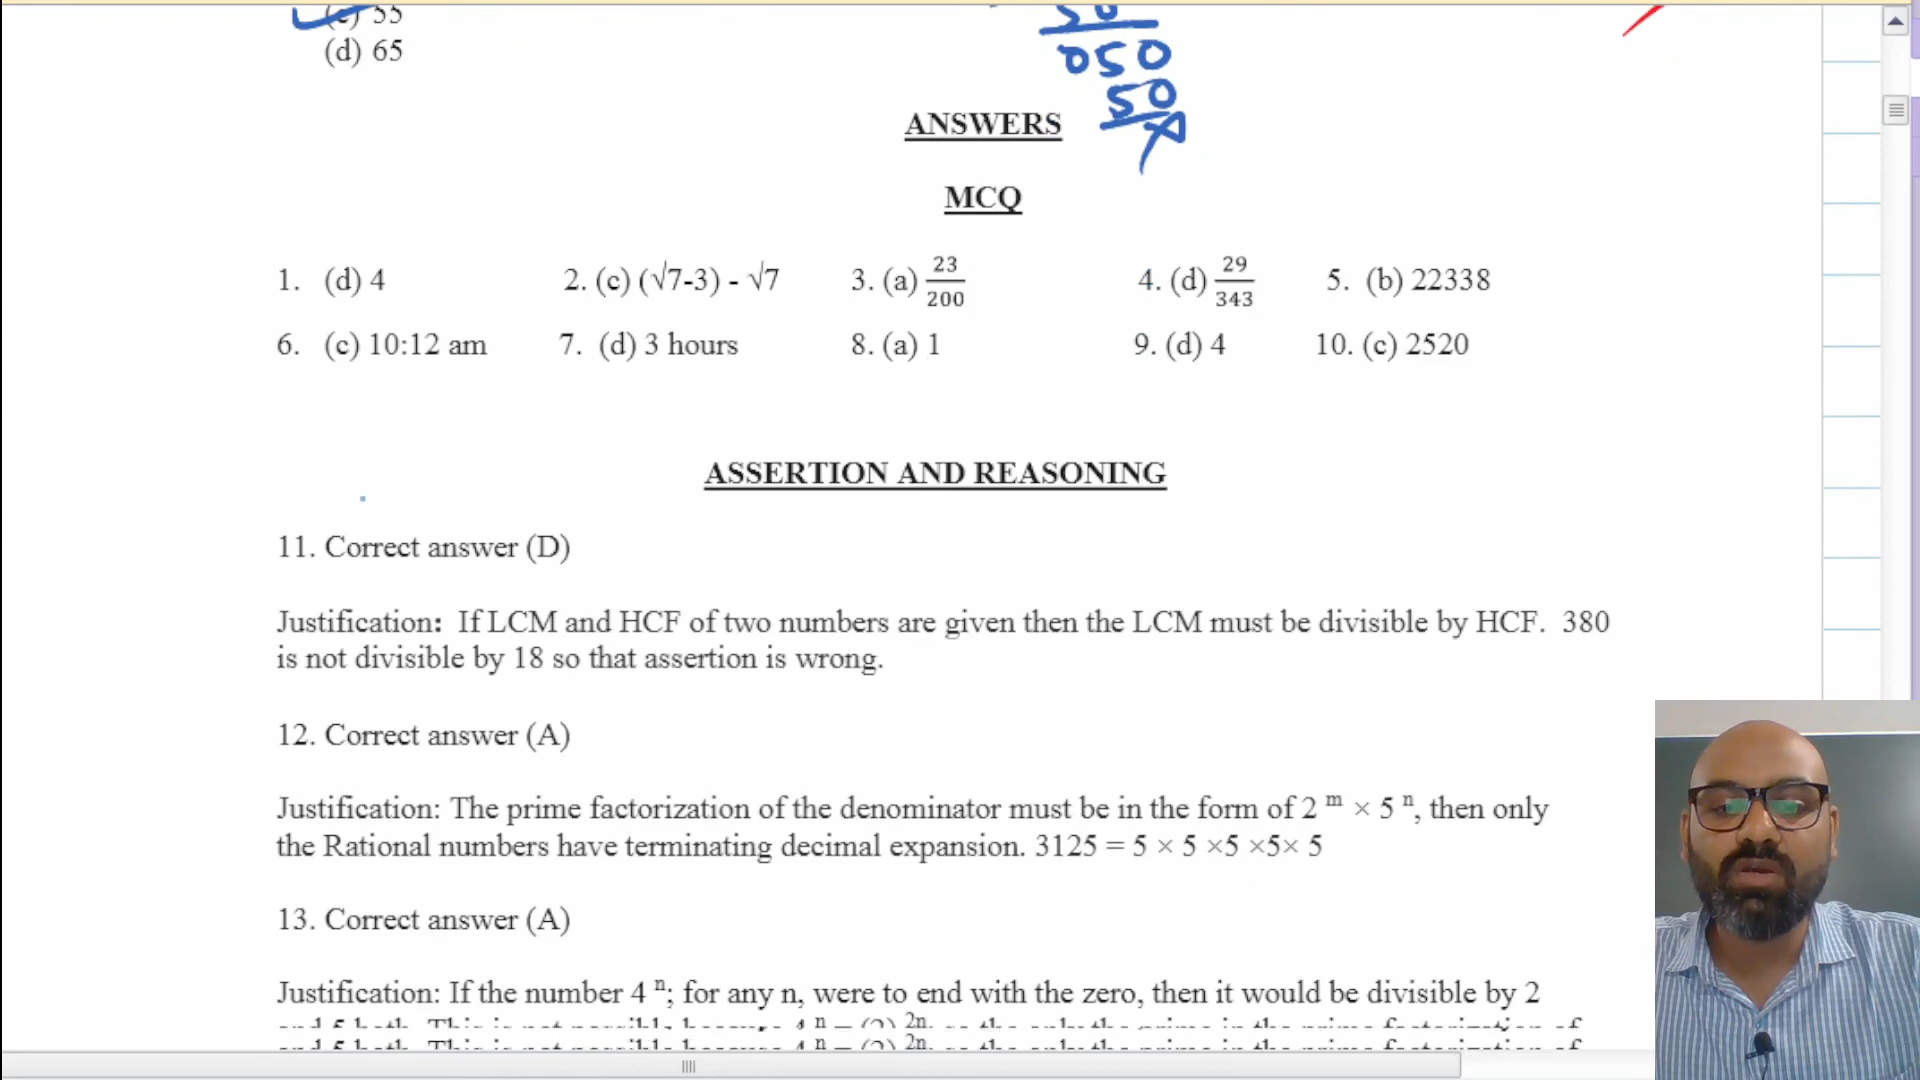 (c) 55
(d) 65
50
050
50
ANSWERS
MCQ
1. (d) 4 2. (c) (√7-3) - √7 3. (a) 23/200 4. (d) 29/343 5. (b) 22338
6. (c) 10:12 am 7. (d) 3 hours 8. (a) 1 9. (d) 4 10. (c) 2520
ASSERTION AND REASONING
11. Correct answer (D)
Justification: If LCM and HCF of two numbers are given then the LCM must be divisible by HCF. 380
is not divisible by 18 so that assertion is wrong.
12. Correct answer (A)
Justification: The prime factorization of the denominator must be in the form of 2 ᵐ × 5 ⁿ, then only
the Rational numbers have terminating decimal expansion. 3125 = 5 × 5 ×5 ×5× 5
13. Correct answer (A)
Justification: If the number 4 ⁿ; for any n, were to end with the zero, then it would be divisible by 2